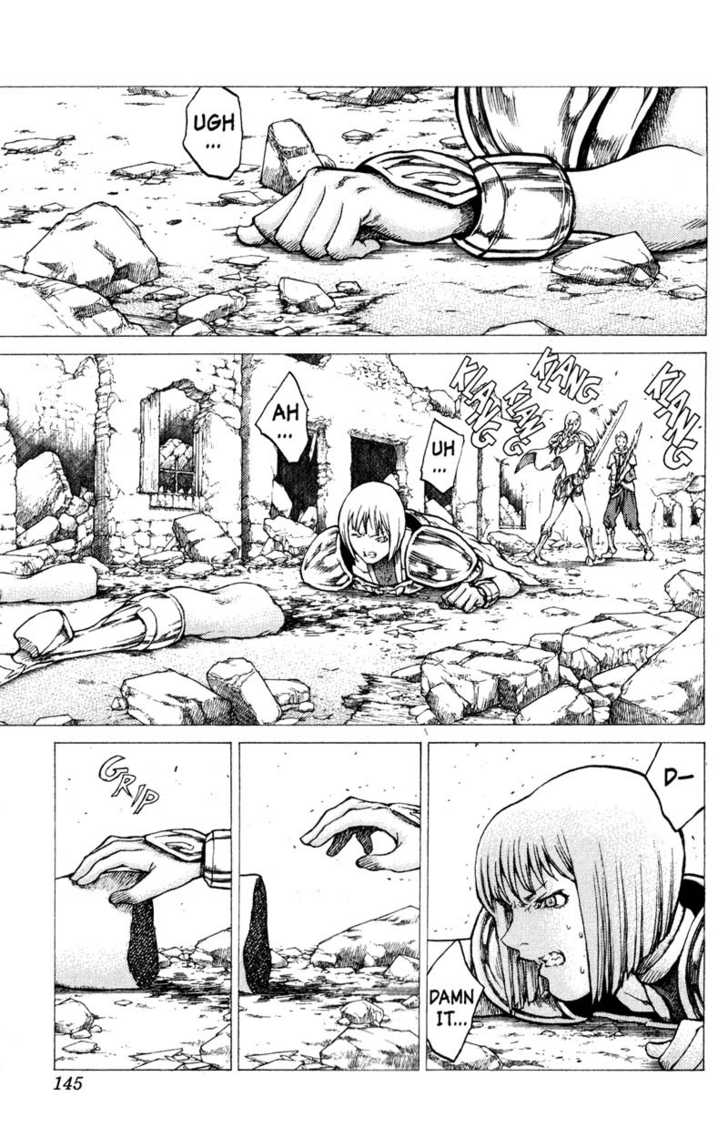 UGH
...
KLANG
KLANG
KLANG
KLANG
UH
...
AH
...
D—
DAMN
IT...
GRIP
145